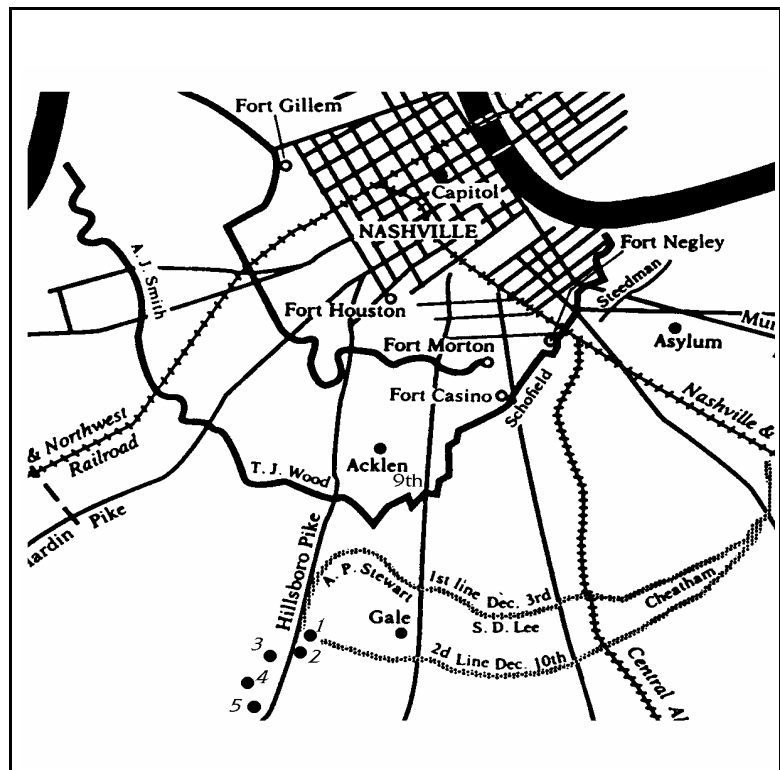 Fort Gillem
Capitol
NASHVILLE
Fort Negley
A. J. Smith
Steedman
Fort Houston
Fort Morton
Asylum
Fort Casino
Schofield
Nashville &
& Northwest
Railroad
Acklen
T. J. Wood
9th
Pike
Hillsboro Pike
A. P. Stewart
1st line Dec. 3rd
Cheatham
Gale
S. D. Lee
1
2
3
2d Line Dec. 10th
4
5
Central